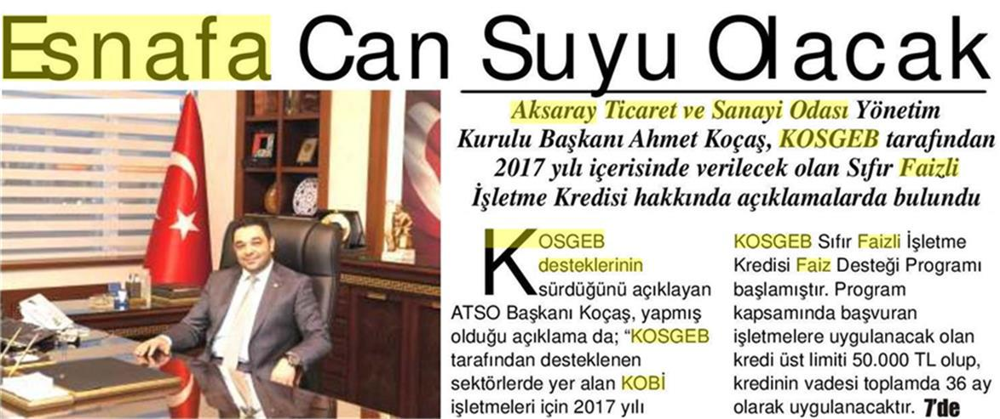 Esnafa Can Suyu Olacak
Aksaray Ticaret ve Sanayi Odası Yönetim
Kurulu Başkanı Ahmet Koçaş, KOSGEB tarafından
2017 yılı içerisinde verilecek olan Sıfır Faizli
İşletme Kredisi hakkında açıklamalarda bulundu
KOSGEB
desteklerinin
sürdüğünü açıklayan
ATSO Başkanı Koçaş, yapmış
olduğu açıklama da; “KOSGEB
tarafından desteklenen
sektörlerde yer alan KOBİ
işletmeleri için 2017 yılı
KOSGEB Sıfır Faizli İşletme
Kredisi Faiz Desteği Programı
başlamıştır. Program
kapsamında başvuran
işletmelere uygulanacak olan
kredi üst limiti 50.000 TL olup,
kredinin vadesi toplamda 36 ay
olarak uygulanacaktır. 7’de